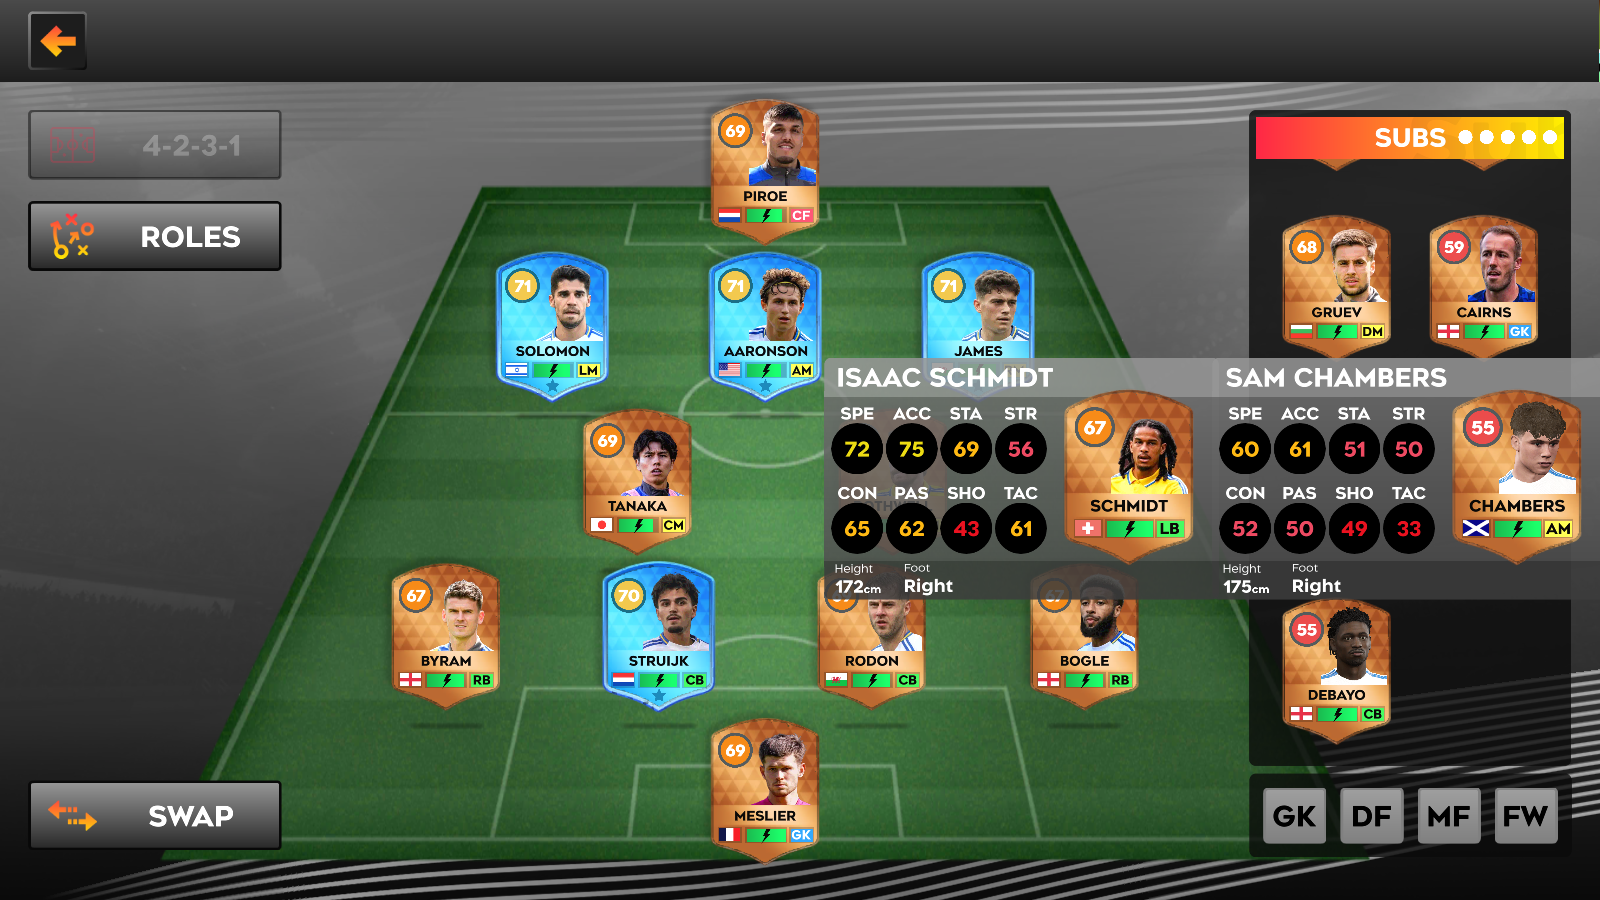 4-2-3-1
ROLES
SWAP
69
PIROE
CF
71
SOLOMON
LM
71
AARONSON
AM
71
JAMES
69
TANAKA
CM
67
BYRAM
RB
70
STRUIJK
CB
67
RODON
CB
67
BOGLE
RB
69
MESLIER
GK
SUBS
68
GRUEV
DM
59
CAIRNS
GK
ISAAC SCHMIDT
SPE ACC STA STR
72 75 69 56
CON PAS SHO TAC
65 62 43 61
Height Foot
172cm Right
67
SCHMIDT
LB
SAM CHAMBERS
SPE ACC STA STR
60 61 51 50
CON PAS SHO TAC
52 50 49 33
Height Foot
175cm Right
55
CHAMBERS
AM
55
DEBAYO
CB
GK DF MF FW